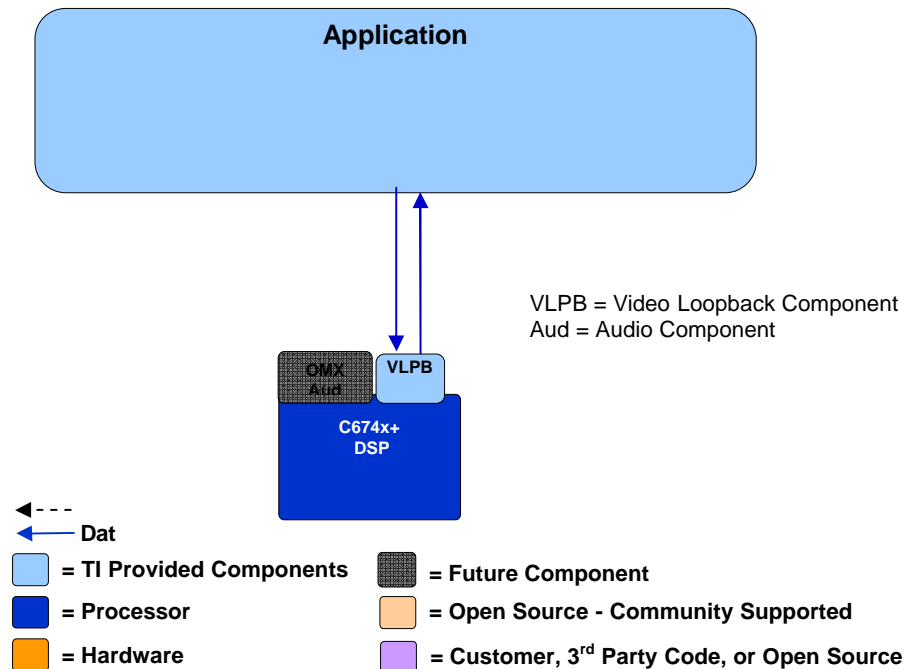 Application
VLPB = Video Loopback Component
Aud = Audio Component
OMX
Aud
VLPB
C674x+
DSP
Dat
= TI Provided Components
= Future Component
= Processor
= Open Source - Community Supported
= Hardware
= Customer, 3rd Party Code, or Open Source